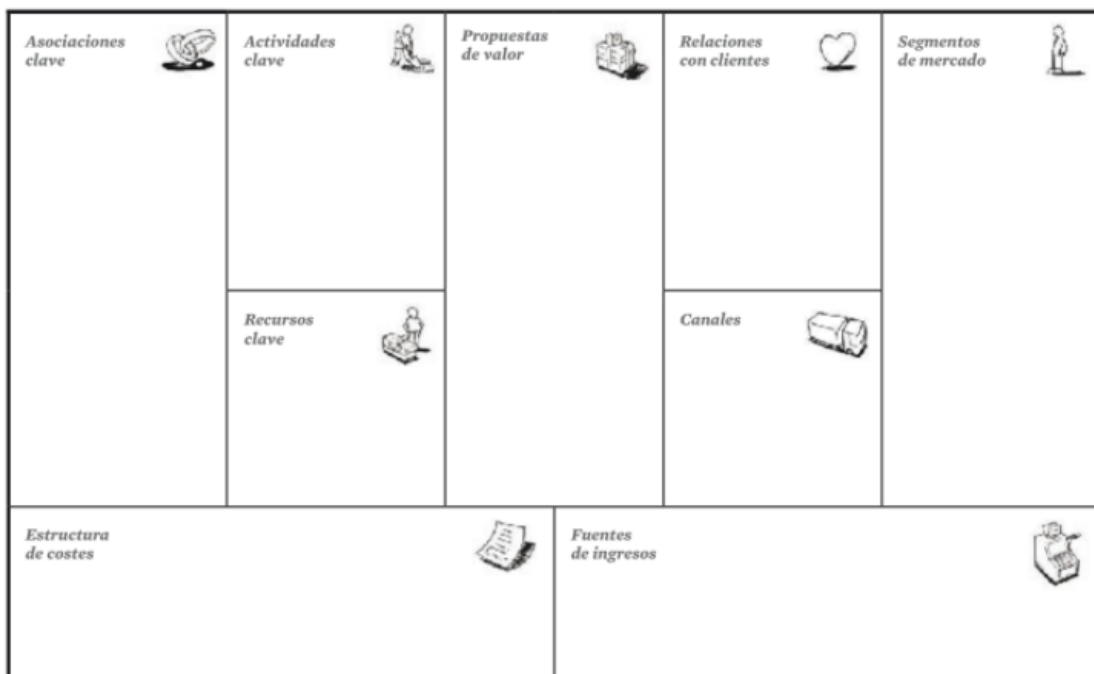 Asociaciones
clave
Actividades
clave
Propuestas
de valor
Relaciones
con clientes
Segmentos
de mercado
Recursos
clave
Canales
Estructura
de costes
Fuentes
de ingresos